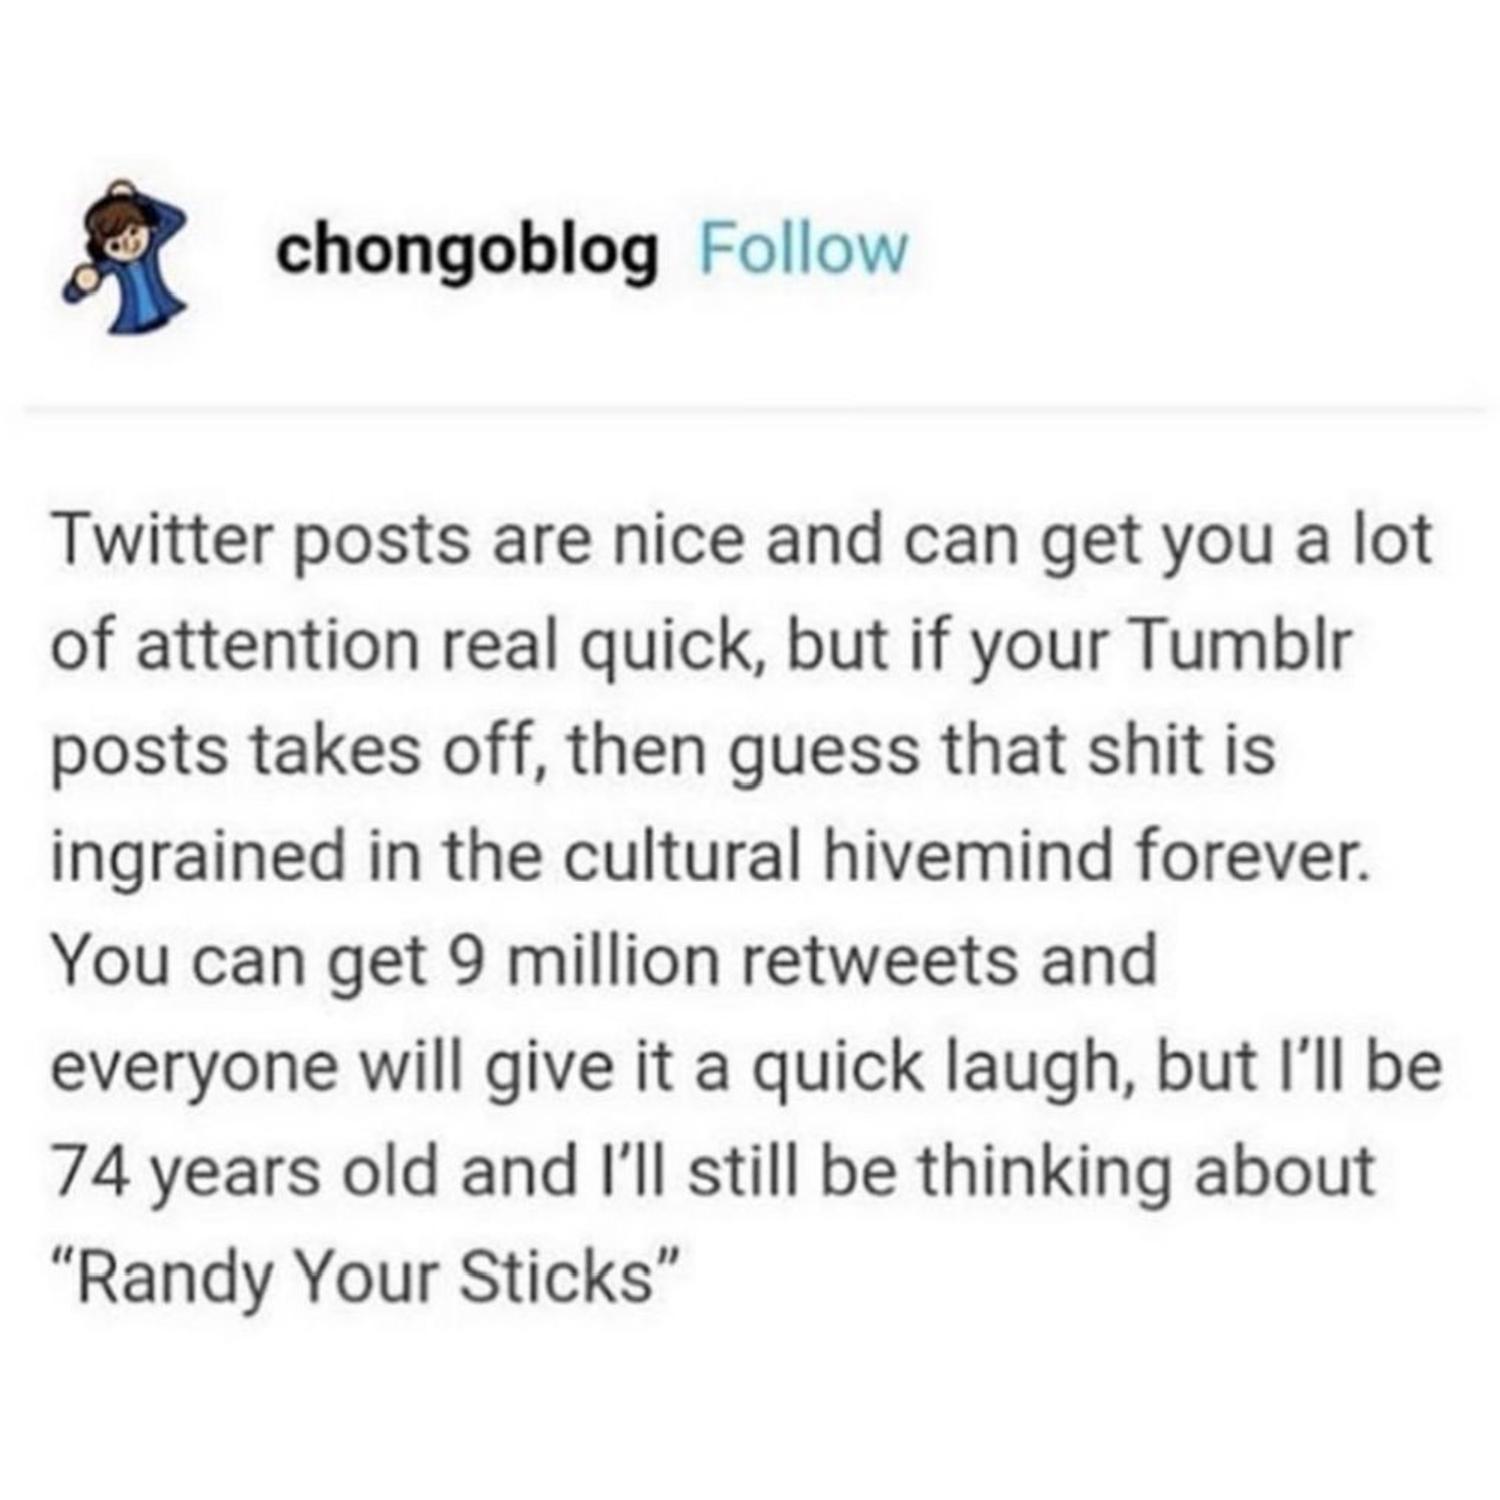 chongoblog Follow
Twitter posts are nice and can get you a lot
of attention real quick, but if your Tumblr
posts takes off, then guess that shit is
ingrained in the cultural hivemind forever.
You can get 9 million retweets and
everyone will give it a quick laugh, but I’ll be
74 years old and I’ll still be thinking about
“Randy Your Sticks”